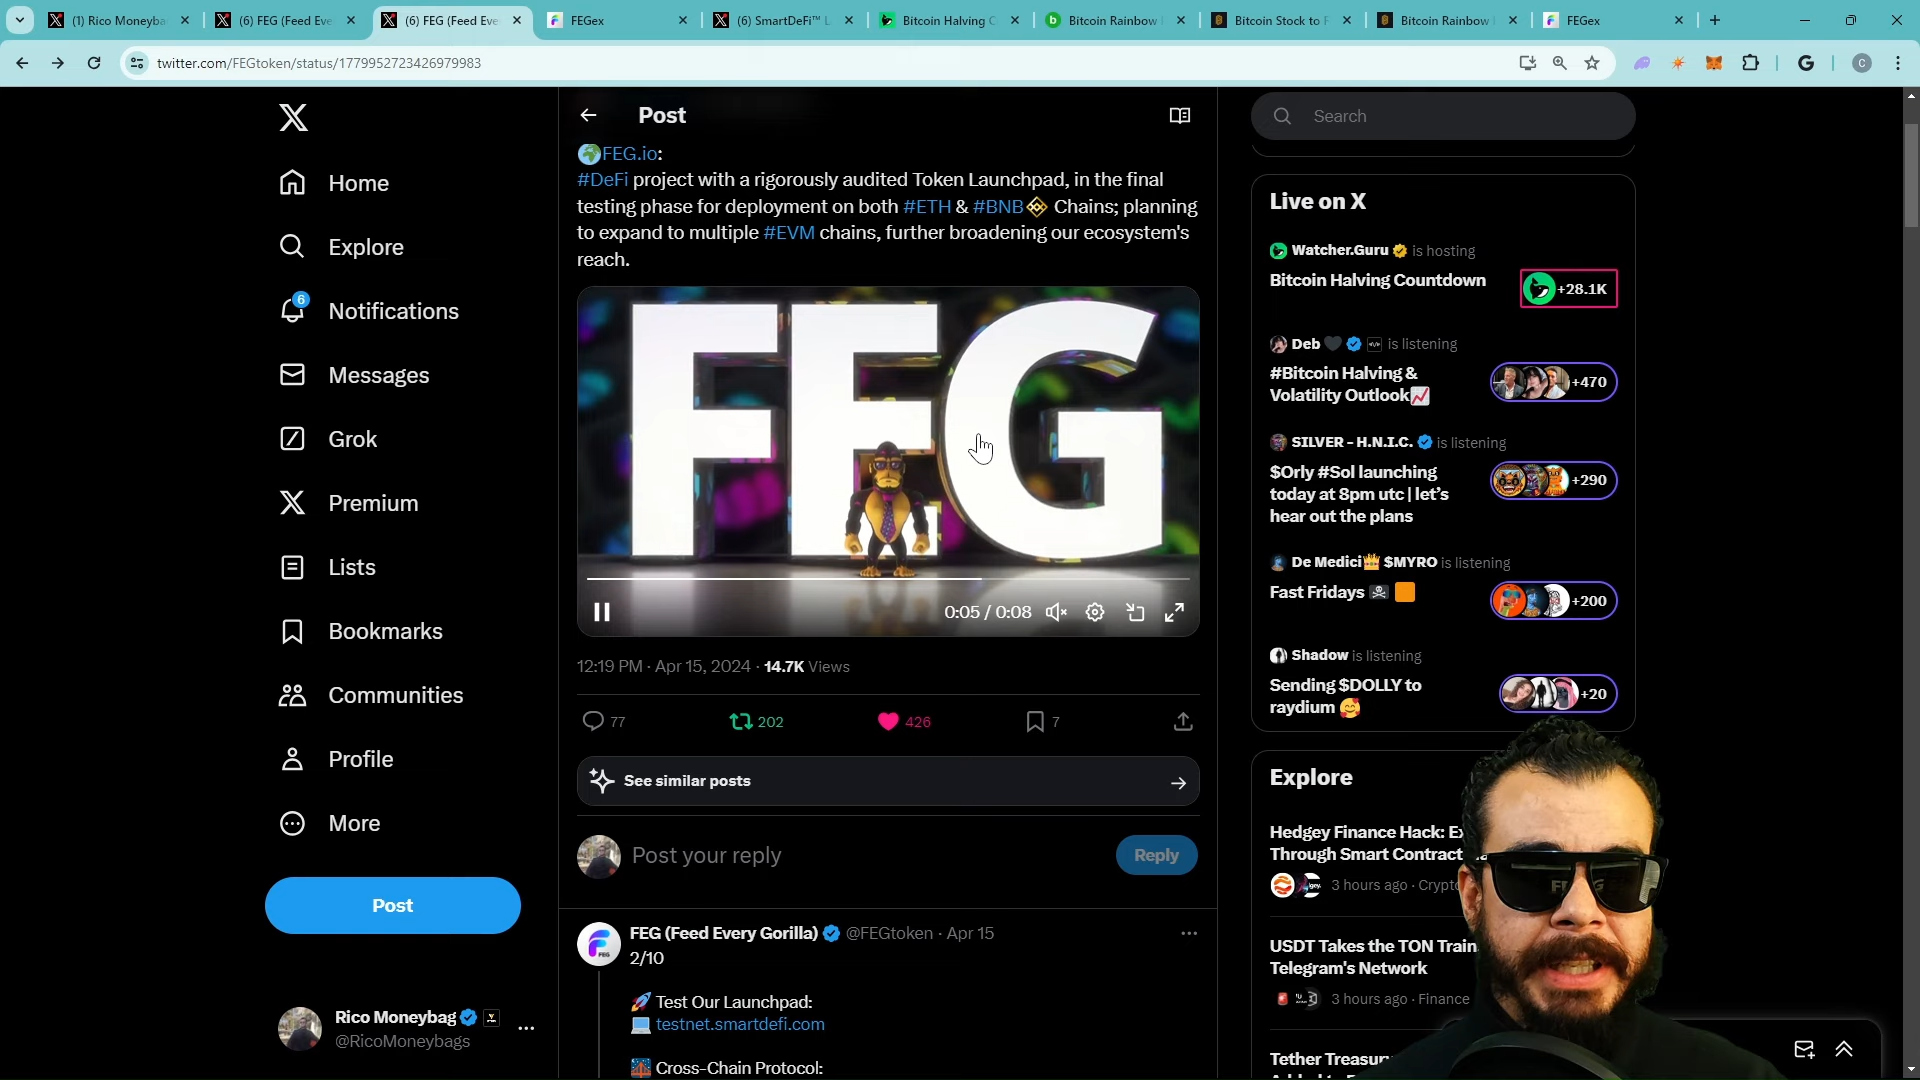 (1) Rico Moneyba
(6) FEG (Feed Eve
(6) FEG (Feed Eve
FEGex
(6) SmartDeFi™ L
Bitcoin Halving C
Bitcoin Rainbow
Bitcoin Stock to F
Bitcoin Rainbow
FEGex
twitter.com/FEGtoken/status/1779952723426979983
G
C
Home
Explore
6
Notifications
Messages
Grok
Premium
Lists
Bookmarks
Communities
Profile
More
Post
Rico Moneybag
@RicoMoneybags
Post
FEG.io:
#DeFi project with a rigorously audited Token Launchpad, in the final
testing phase for deployment on both #ETH & #BNB Chains; planning
to expand to multiple #EVM chains, further broadening our ecosystem's
reach.
FEG
0:05 / 0:08
12:19 PM · Apr 15, 2024 · 14.7K Views
77
202
426
7
See similar posts
Post your reply
Reply
FEG (Feed Every Gorilla) @FEGtoken · Apr 15
2/10
Test Our Launchpad:
testnet.smartdefi.com
Cross-Chain Protocol:
Search
Live on X
Watcher.Guru is hosting
Bitcoin Halving Countdown
+28.1K
Deb is listening
#Bitcoin Halving &
Volatility Outlook
+470
SILVER - H.N.I.C. is listening
$Orly #Sol launching
today at 8pm utc | let's
hear out the plans
+290
De Medici $MYRO is listening
Fast Fridays
+200
Shadow is listening
Sending $DOLLY to
raydium
+20
Explore
Hedgey Finance Hack:
Through Smart Contract
3 hours ago · Crypto
USDT Takes the TON Train
Telegram's Network
3 hours ago · Finance
Tether Treasury